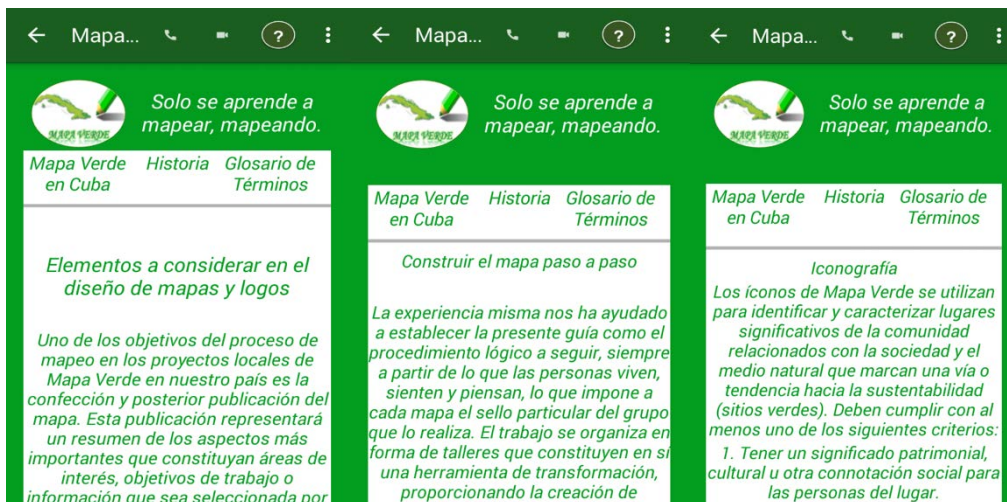 Mapa...
?
Solo se aprende a
mapear, mapeando.
MAPA VERDE
Mapa Verde
en Cuba
Historia
Glosario de
Términos
Elementos a considerar en el
diseño de mapas y logos
Uno de los objetivos del proceso de
mapeo en los proyectos locales de
Mapa Verde en nuestro país es la
confección y posterior publicación del
mapa. Esta publicación representará
un resumen de los aspectos más
importantes que constituyan áreas de
interés, objetivos de trabajo o
información que sea seleccionada por
Mapa...
?
Solo se aprende a
mapear, mapeando.
MAPA VERDE
Mapa Verde
en Cuba
Historia
Glosario de
Términos
Construir el mapa paso a paso
La experiencia misma nos ha ayudado
a establecer la presente guía como el
procedimiento lógico a seguir, siempre
a partir de lo que las personas viven,
sienten y piensan, lo que impone a
cada mapa el sello particular del grupo
que lo realiza. El trabajo se organiza en
forma de talleres que constituyen en sí
una herramienta de transformación,
proporcionando la creación de
Mapa...
?
Solo se aprende a
mapear, mapeando.
MAPA VERDE
Mapa Verde
en Cuba
Historia
Glosario de
Términos
Iconografía
Los íconos de Mapa Verde se utilizan
para identificar y caracterizar lugares
significativos de la comunidad
relacionados con la sociedad y el
medio natural que marcan una vía o
tendencia hacia la sustentabilidad
(sitios verdes). Deben cumplir con al
menos uno de los siguientes criterios:
1. Tener un significado patrimonial,
cultural u otra connotación social para
las personas del lugar.